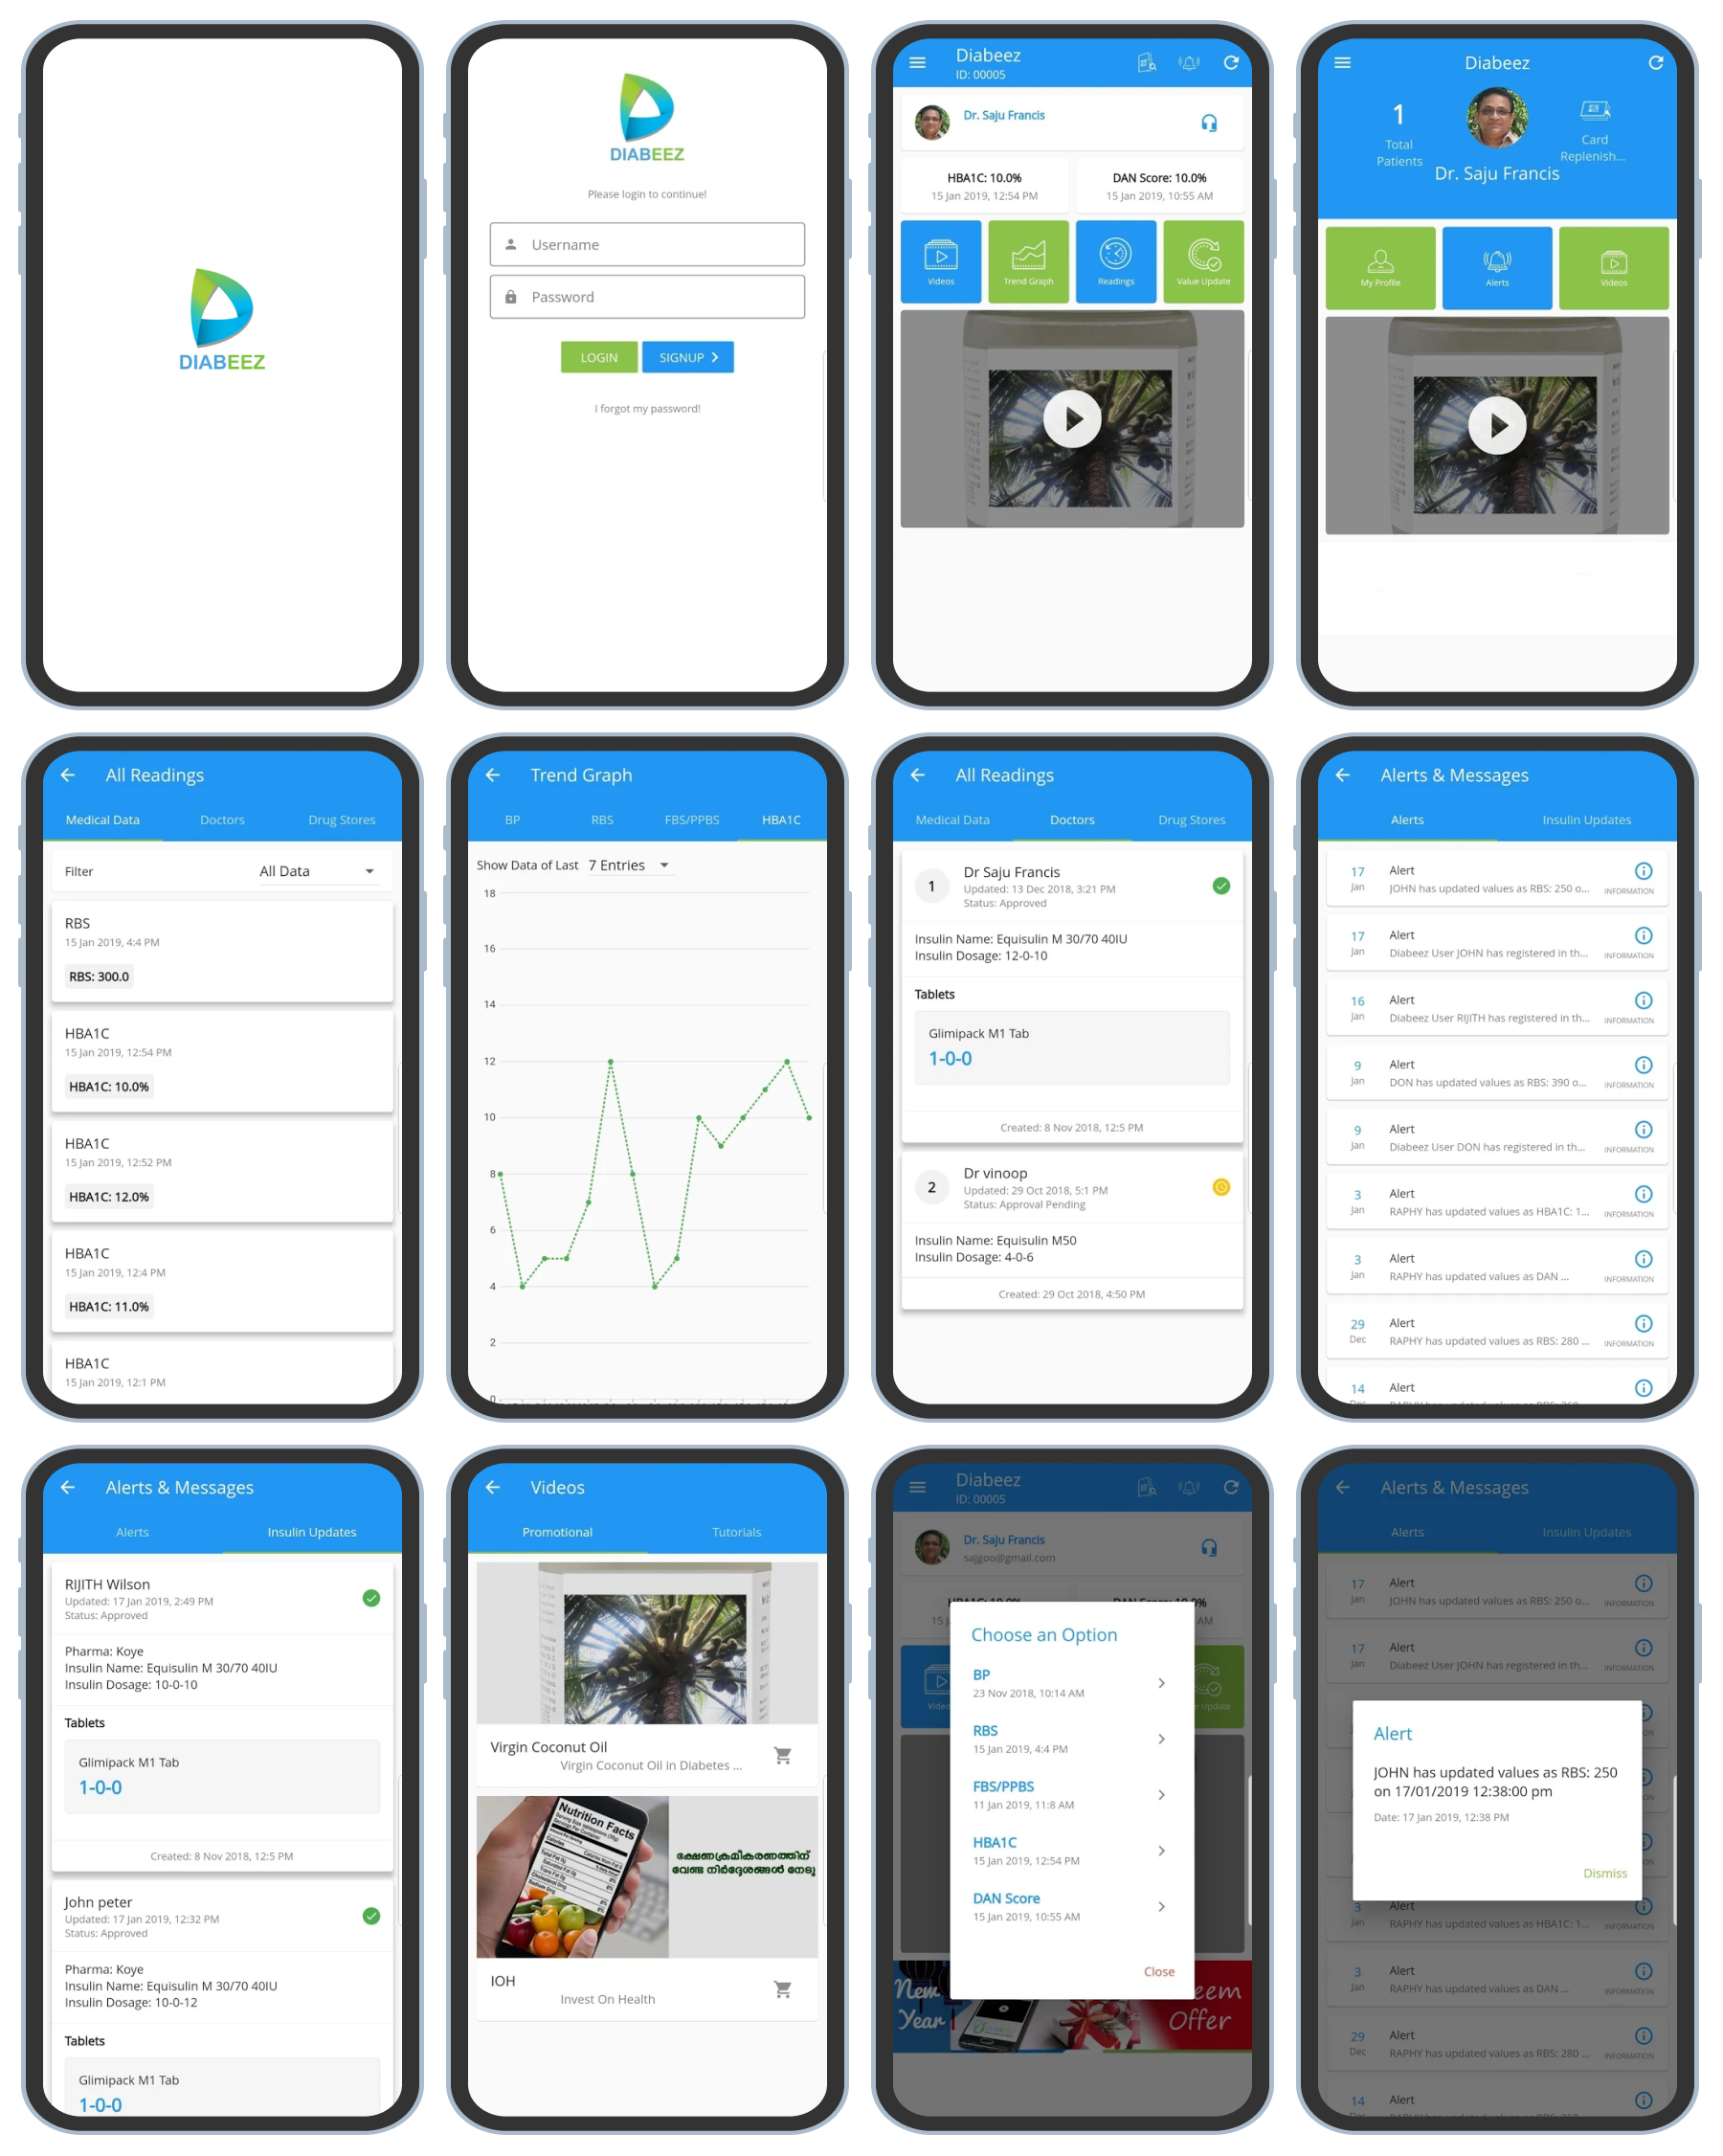 DIABEEZ
DIABEEZ
Please login to continue!
Username
Password
LOGIN
SIGNUP
I forgot my password!
Diabeez
ID: 00005
Dr. Saju Francis
HBA1C: 10.0%
15 Jan 2019, 12:54 PM
DAN Score: 10.0%
15 Jan 2019, 10:55 AM
Videos
Trend Graph
Readings
Value Update
Diabeez
1
Total
Patients
Card
Replenish...
Dr. Saju Francis
My Profile
Alerts
Videos
All Readings
Medical Data
Doctors
Drug Stores
Filter
All Data
RBS
15 Jan 2019, 4:4 PM
RBS: 300.0
HBA1C
15 Jan 2019, 12:54 PM
HBA1C: 10.0%
HBA1C
15 Jan 2019, 12:52 PM
HBA1C: 12.0%
HBA1C
15 Jan 2019, 12:4 PM
HBA1C: 11.0%
HBA1C
15 Jan 2019, 12:1 PM
Trend Graph
BP
RBS
FBS/PPBS
HBA1C
Show Data of Last 7 Entries
18
16
14
12
10
8
6
4
2
0
All Readings
Medical Data
Doctors
Drug Stores
1
Dr Saju Francis
Updated: 13 Dec 2018, 3:21 PM
Status: Approved
Insulin Name: Equisulin M 30/70 40IU
Insulin Dosage: 12-0-10
Tablets
Glimipack M1 Tab
1-0-0
Created: 8 Nov 2018, 12:5 PM
2
Dr vinoop
Updated: 29 Oct 2018, 5:1 PM
Status: Approval Pending
Insulin Name: Equisulin M50
Insulin Dosage: 4-0-6
Created: 29 Oct 2018, 4:50 PM
Alerts & Messages
Alerts
Insulin Updates
17
Jan
Alert
JOHN has updated values as RBS: 250 o...
INFORMATION
17
Jan
Alert
Diabeez User JOHN has registered in th...
INFORMATION
16
Jan
Alert
Diabeez User RIJITH has registered in th...
INFORMATION
9
Jan
Alert
DON has updated values as RBS: 390 o...
INFORMATION
9
Jan
Alert
Diabeez User DON has registered in th...
INFORMATION
3
Jan
Alert
RAPHY has updated values as HBA1C: 1...
INFORMATION
3
Jan
Alert
RAPHY has updated values as DAN ...
INFORMATION
29
Dec
Alert
RAPHY has updated values as RBS: 280 ...
INFORMATION
14
Alert
Alerts & Messages
Alerts
Insulin Updates
RIJITH Wilson
Updated: 17 Jan 2019, 2:49 PM
Status: Approved
Pharma: Koye
Insulin Name: Equisulin M 30/70 40IU
Insulin Dosage: 10-0-10
Tablets
Glimipack M1 Tab
1-0-0
Created: 8 Nov 2018, 12:5 PM
John peter
Updated: 17 Jan 2019, 12:32 PM
Status: Approved
Pharma: Koye
Insulin Name: Equisulin M 30/70 40IU
Insulin Dosage: 10-0-12
Tablets
Glimipack M1 Tab
1-0-0
Videos
Promotional
Tutorials
Virgin Coconut Oil
Virgin Coconut Oil in Diabetes ...
Nutrition Facts
ഭക്ഷണക്രമീകരണത്തിന്
വേണ്ട നിർദ്ദേശങ്ങൾ നേടൂ
IOH
Invest On Health
Diabeez
ID: 00005
Dr. Saju Francis
sajgoo@gmail.com
Choose an Option
BP
23 Nov 2018, 10:14 AM
RBS
15 Jan 2019, 4:4 PM
FBS/PPBS
11 Jan 2019, 11:8 AM
HBA1C
15 Jan 2019, 12:54 PM
DAN Score
15 Jan 2019, 10:55 AM
Close
New
Year
eem
Offer
Alerts & Messages
Alerts
Insulin Updates
17
Jan
Alert
JOHN has updated values as RBS: 250 o...
INFORMATION
17
Jan
Alert
Diabeez User JOHN has registered in th...
INFORMATION
Alert
JOHN has updated values as RBS: 250
on 17/01/2019 12:38:00 pm
Date: 17 Jan 2019, 12:38 PM
Dismiss
3
Jan
Alert
RAPHY has updated values as HBA1C: 1...
INFORMATION
3
Jan
Alert
RAPHY has updated values as DAN ...
INFORMATION
29
Dec
Alert
RAPHY has updated values as RBS: 280 ...
INFORMATION
14
Alert